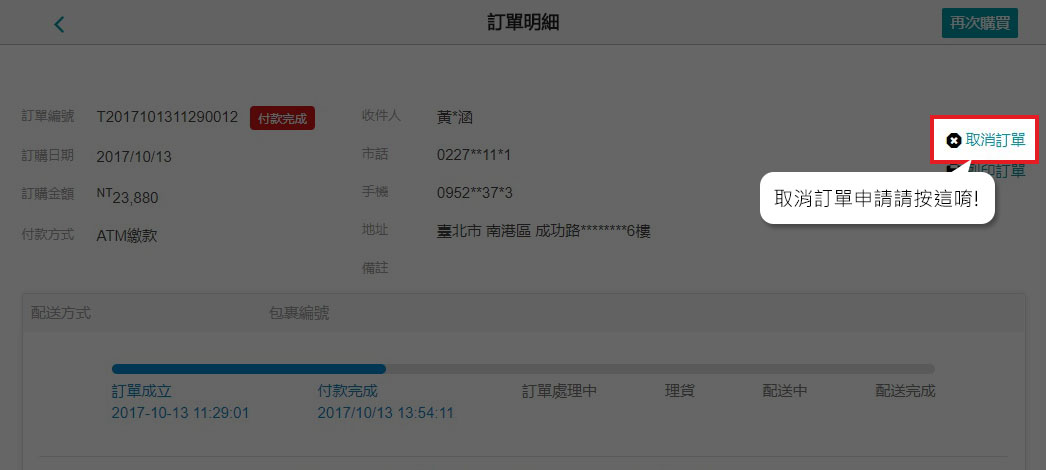 訂單明細
再次購買
訂單編號 T2017101311290012 付款完成
收件人 黃*涵
訂購日期 2017/10/13
市話 0227**11*1
取消訂單
訂購金額 NT23,880
手機 0952**37*3
列印訂單
取消訂單申請請按這唷!
付款方式 ATM繳款
地址 臺北市 南港區 成功路********6樓
備註
配送方式 包裹編號
訂單成立 付款完成 訂單處理中 理貨 配送中 配送完成
2017-10-13 11:29:01 2017/10/13 13:54:11